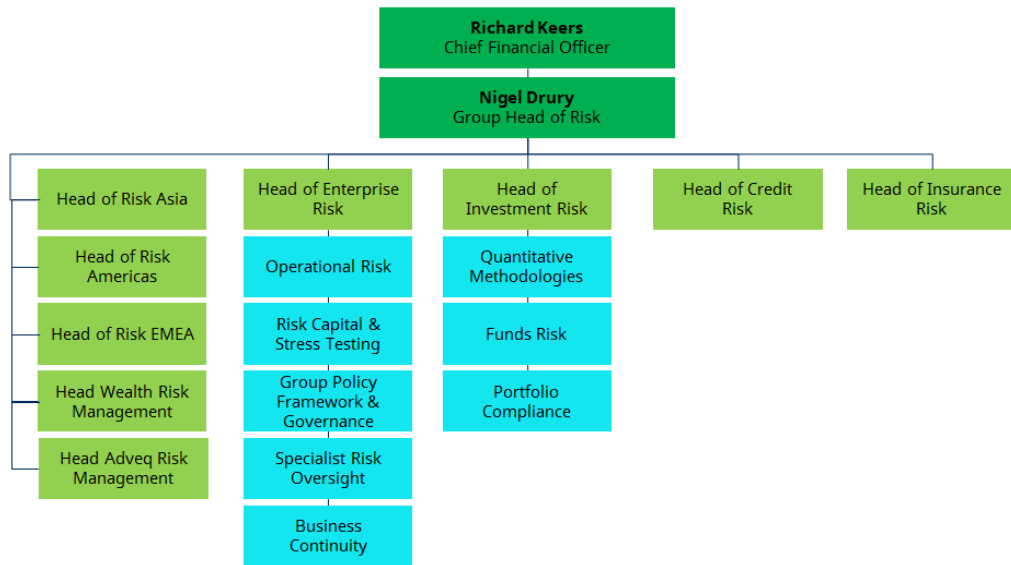 Richard Keers
Chief Financial Officer
Nigel Drury
Group Head of Risk
Head of Risk Asia
Head of Risk
Americas
Head of Risk EMEA
Head Wealth Risk
Management
Head Adveq Risk
Management
Head of Enterprise
Risk
Operational Risk
Risk Capital &
Stress Testing
Group Policy
Framework &
Governance
Specialist Risk
Oversight
Business
Continuity
Head of
Investment Risk
Quantitative
Methodologies
Funds Risk
Portfolio
Compliance
Head of Credit
Risk
Head of Insurance
Risk